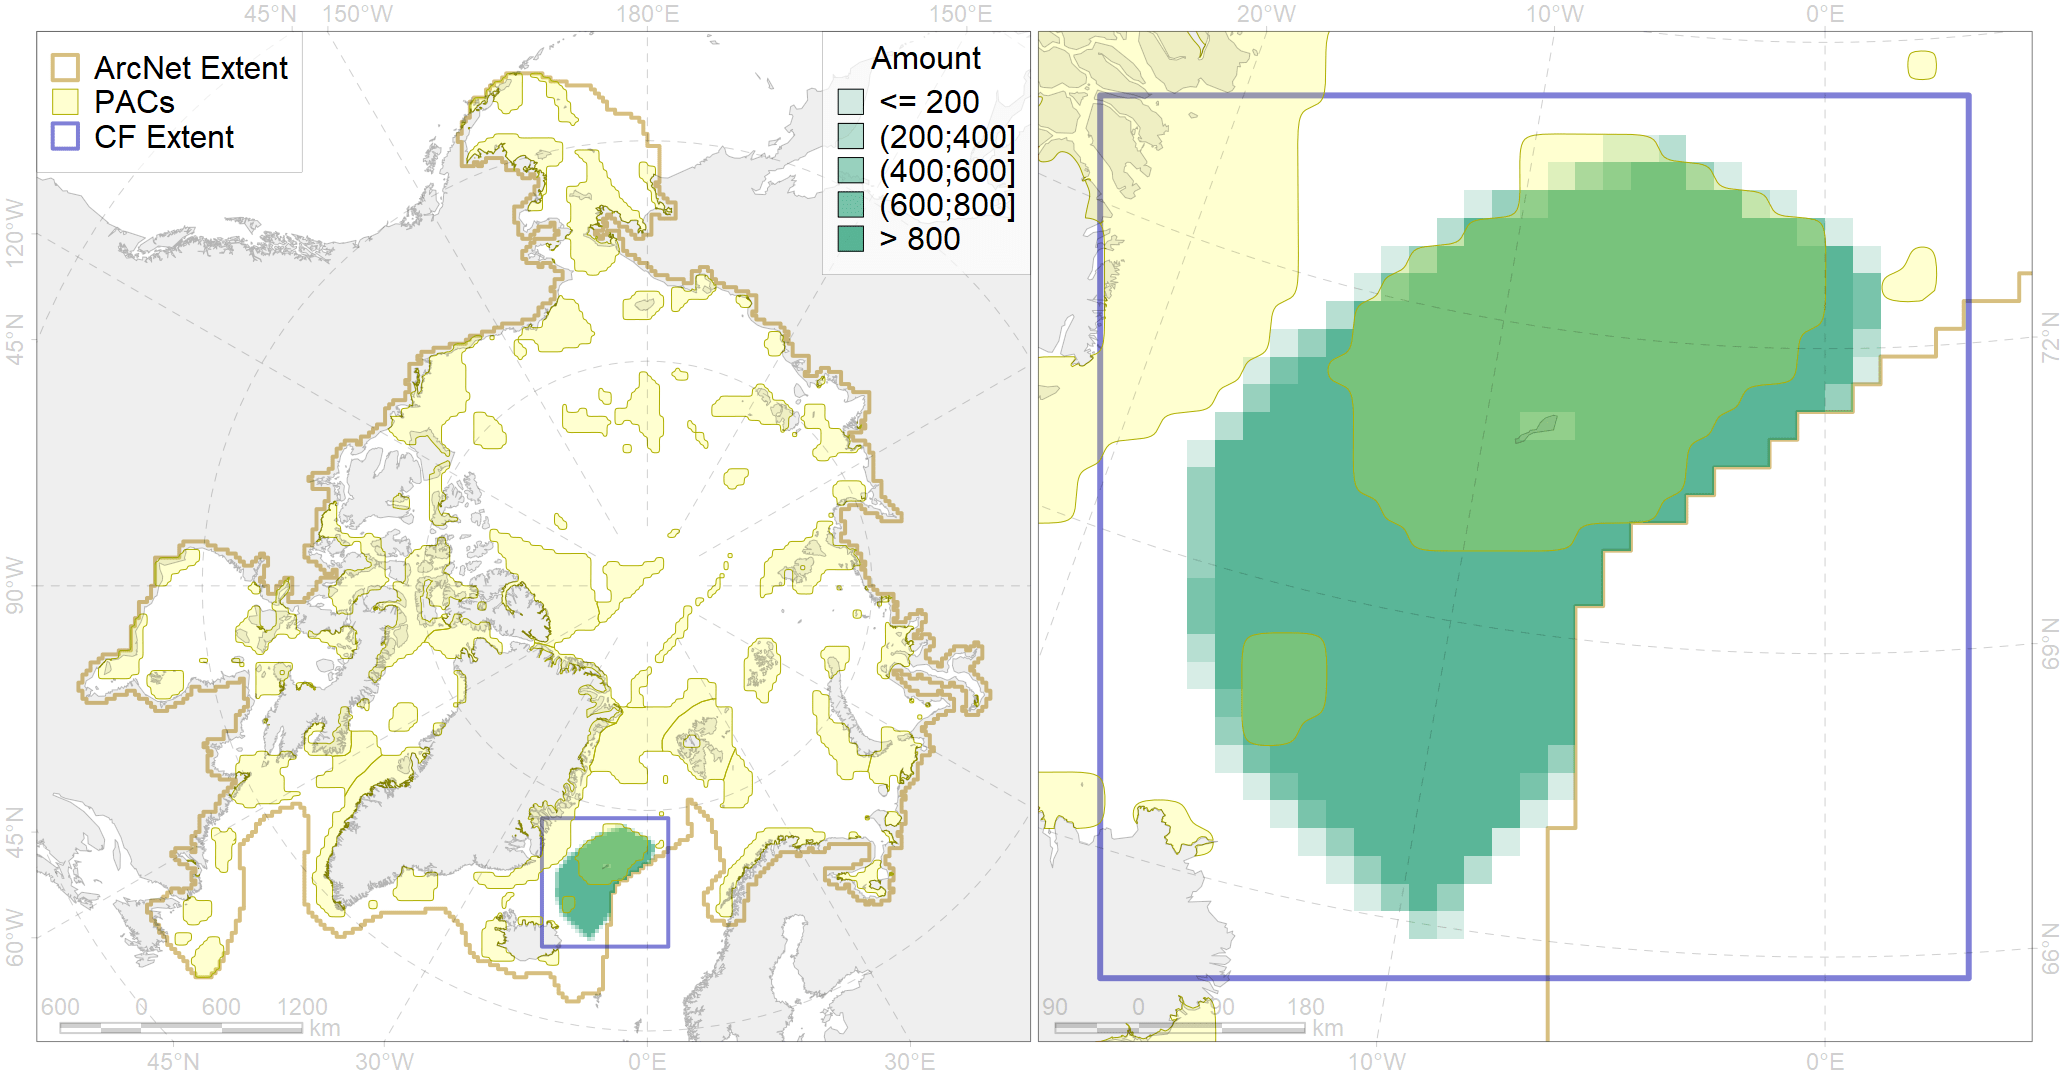 45°N 150°W 180°E 150°E 20°W 10°W 0°E
ArcNet Extent
PACs
CF Extent
Amount
<= 200
(200;400]
(400;600]
(600;800]
> 800
120°W
45°N
90°W
45°N
60°W
72°N
69°N
66°N
600 0 600 1200
km
90 0 90 180
km
45°N 30°W 0°E 30°E 10°W 0°E